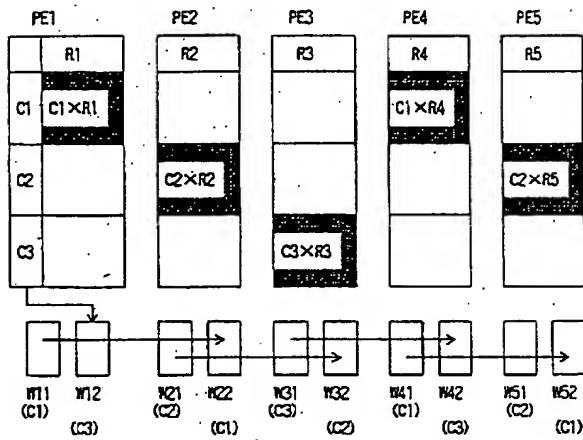 PE1 PE2 PE3 PE4 PE5
R1 R2 R3 R4 R5
C1 C1×R1 C1×R4
C2 C2×R2 C2×R5
C3 C3×R3
W11 W12 W21 W22 W31 W32 W41 W42 W51 W52
(C1) (C2) (C3) (C1) (C2)
(C3) (C1) (C2) (C3) (C1)